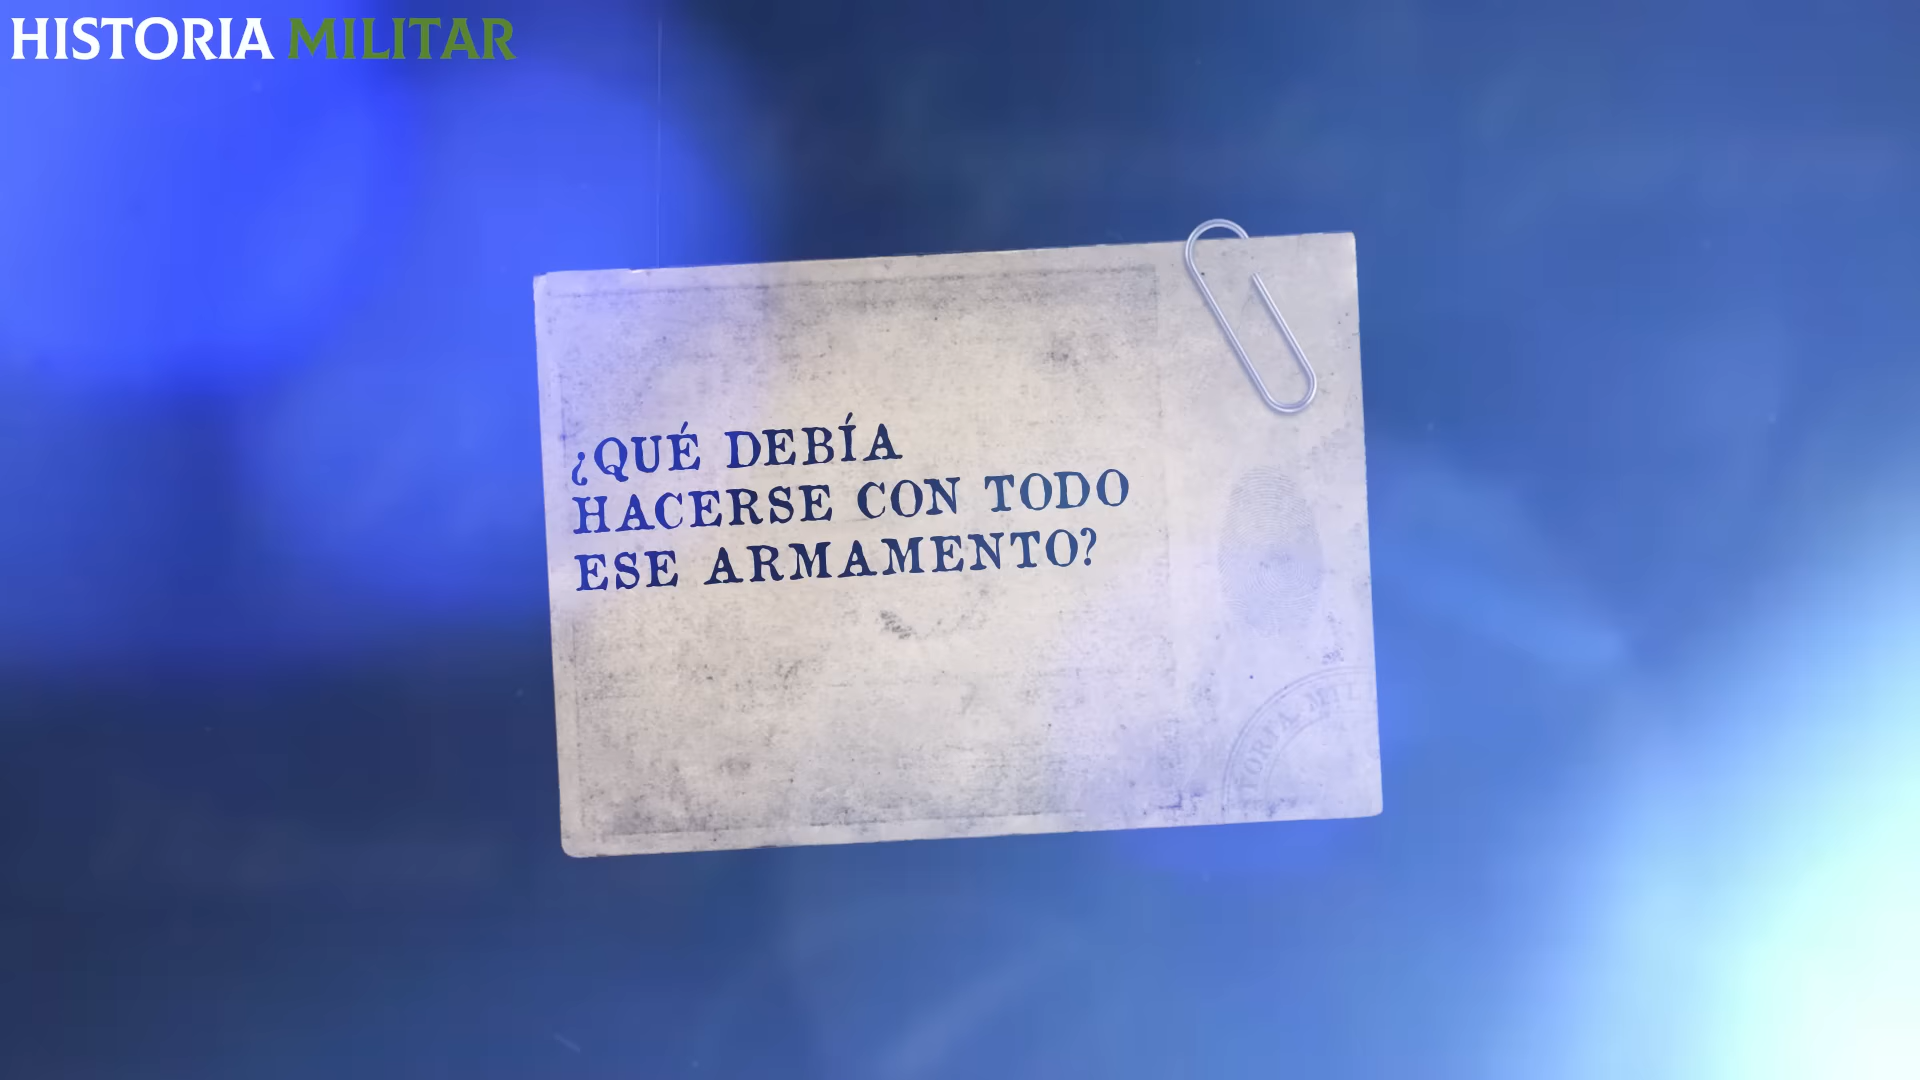 HISTORIA MILITAR
¿QUÉ DEBÍA
HACERSE CON TODO
ESE ARMAMENTO?